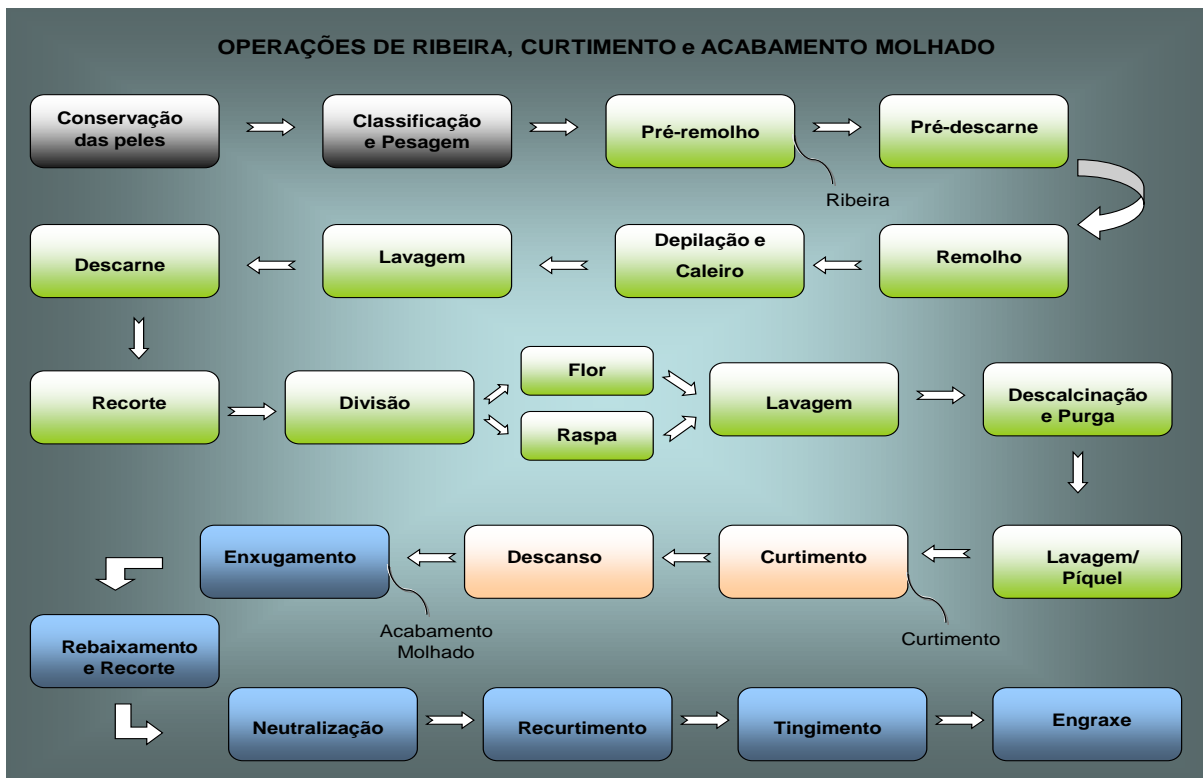 OPERAÇÕES DE RIBEIRA, CURTIMENTO e ACABAMENTO MOLHADO
Conservação
das peles
Classificação
e Pesagem
Pré-remolho
Pré-descarne
Ribeira
Descarne
Lavagem
Depilação e
Caleiro
Remolho
Recorte
Divisão
Flor
Raspa
Lavagem
Descalcinação
e Purga
Enxugamento
Descanso
Curtimento
Lavagem/
Píquel
Acabamento
Molhado
Curtimento
Rebaixamento
e Recorte
Neutralização
Recurtimento
Tingimento
Engraxe